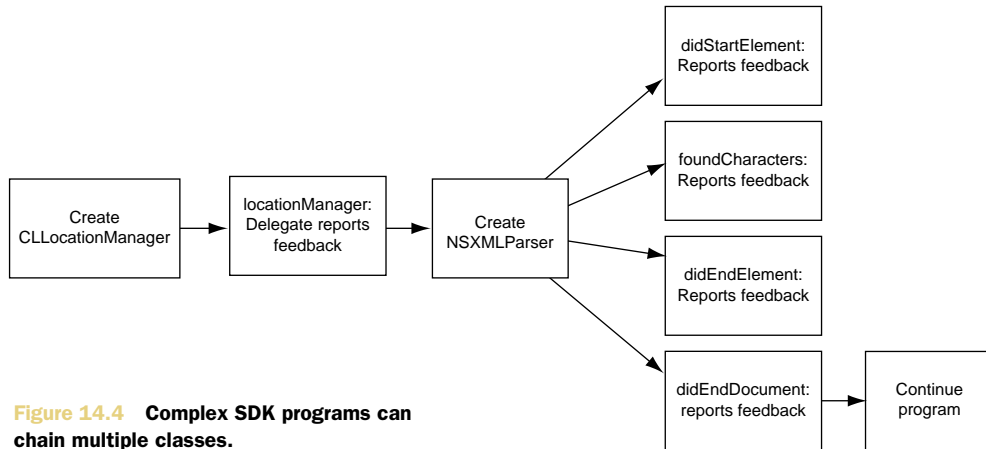 Create
CLLocationManager
locationManager:
Delegate reports
feedback
Create
NSXMLParser
didStartElement:
Reports feedback
foundCharacters:
Reports feedback
didEndElement:
Reports feedback
didEndDocument:
reports feedback
Continue
program
Figure 14.4 Complex SDK programs can
chain multiple classes.